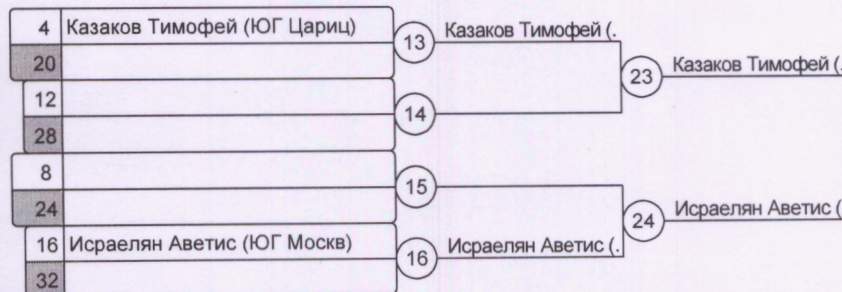 4 Казаков Тимофей (ЮГ Цариц)
20
12
28
8
24
16 Исраелян Аветис (ЮГ Москв)
32
13
14
15
16
Казаков Тимофей (.
Исраелян Аветис (.
23
24
Казаков Тимофей (.
Исраелян Аветис (